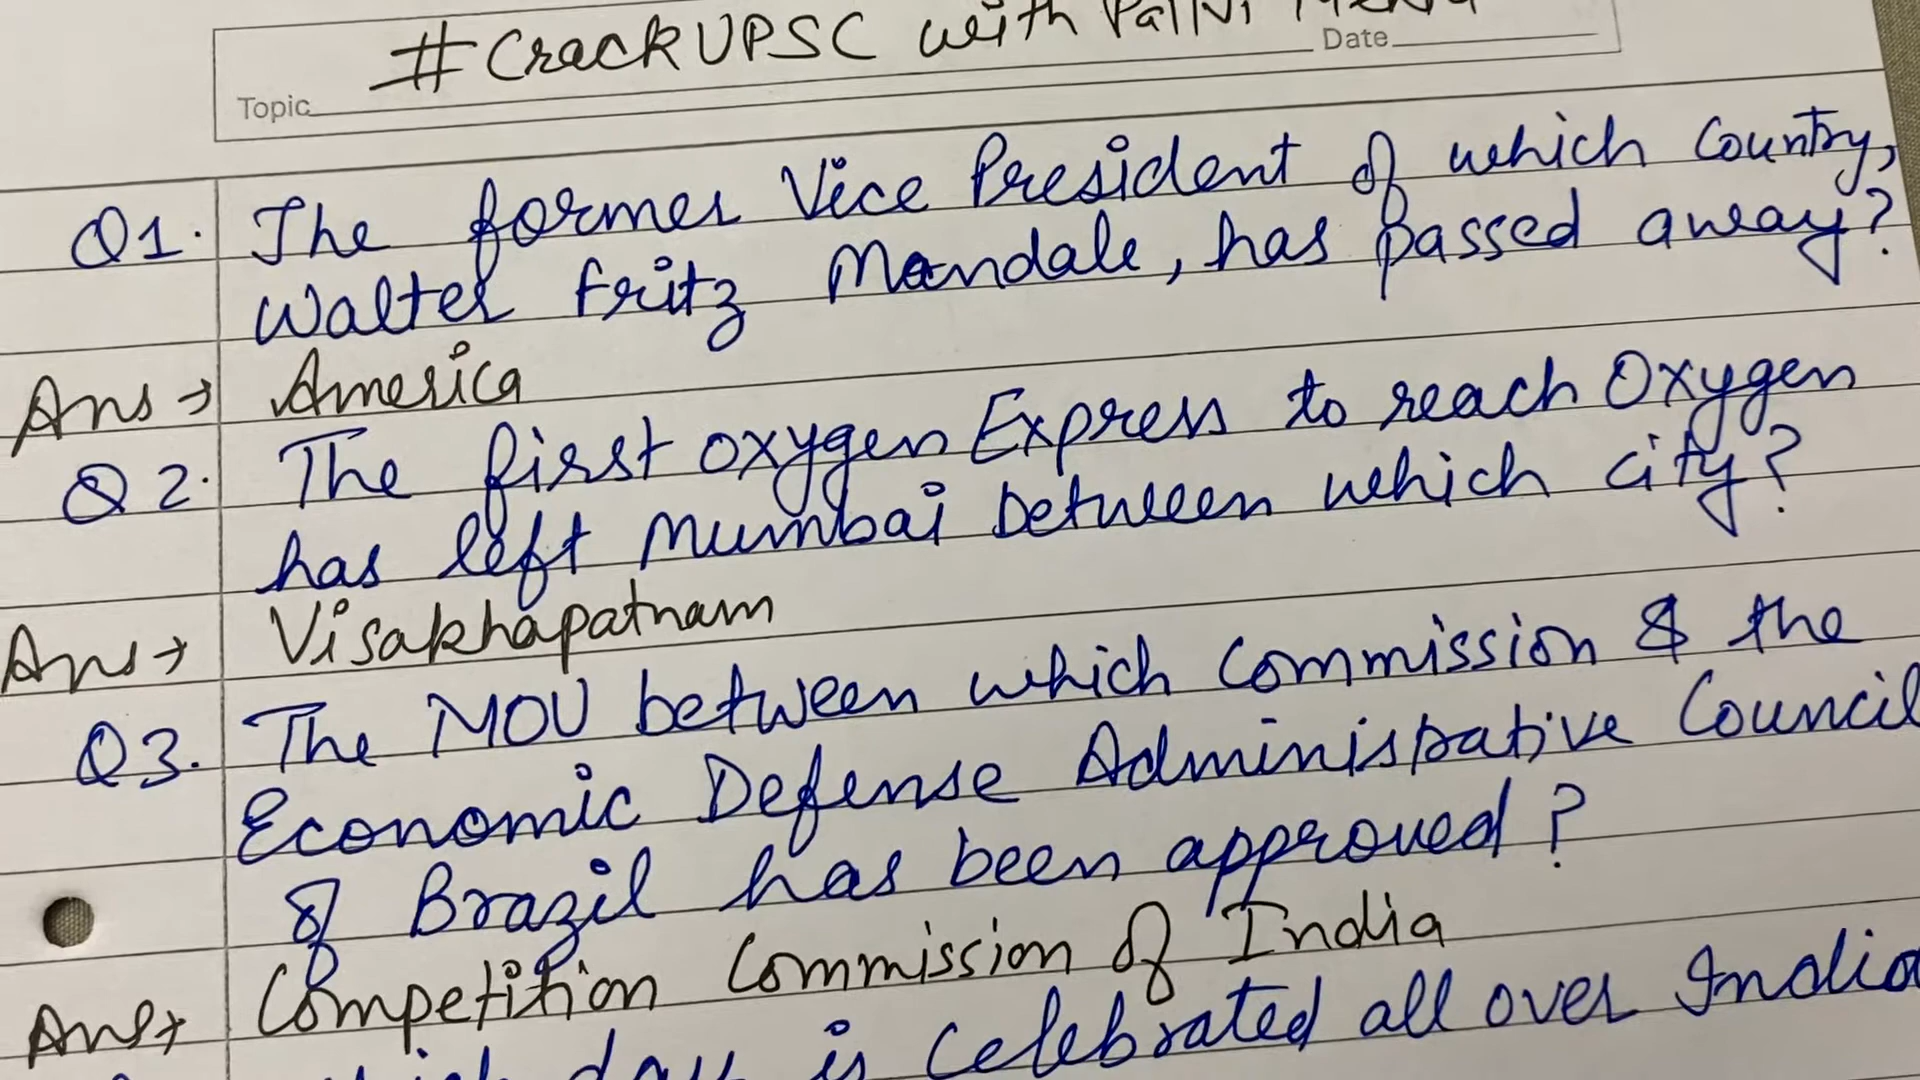 #CrackUPSC with
Date
Topic
Q1. The former Vice President of which Country,
Walter Fritz Mondale, has passed away?
Ans → America
Q2. The first oxygen Express to reach Oxygen
has left Mumbai between which city?
Ans → Visakhapatnam
Q3. The MOU between which Commission & the
Economic Defense Administrative Council
of Brazil has been approved?
Ans → Competition Commission of India
day is celebrated all over India